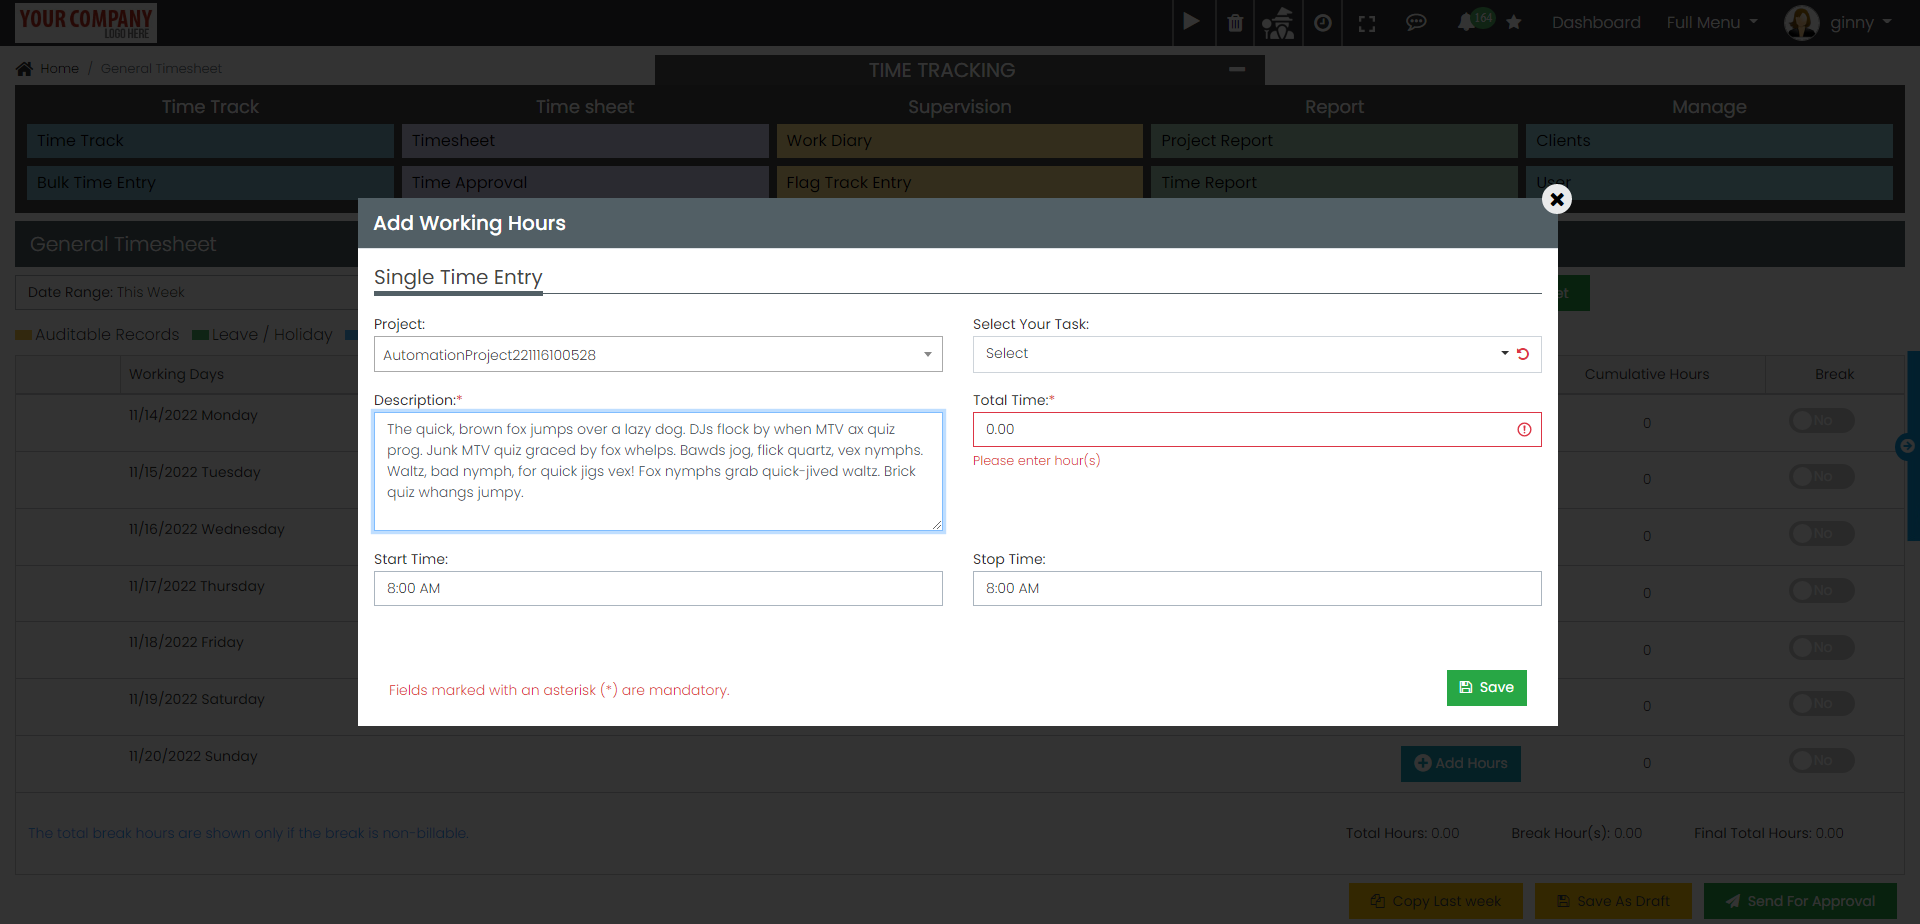 YOUR COMPANY
LOGO HERE
164
Dashboard
Full Menu
ginny
Home / General Timesheet
TIME TRACKING
Time Track
Time sheet
Supervision
Report
Manage
Time Track
Timesheet
Work Diary
Project Report
Clients
Bulk Time Entry
Time Approval
Flag Track Entry
Time Report
User
Add Working Hours
General Timesheet
Single Time Entry
Date Range: This Week
Auditable Records
Leave / Holiday
Project:
Select Your Task:
AutomationProject221116100528
Select
Working Days
Cumulative Hours
Break
Description:*
Total Time:*
The quick, brown fox jumps over a lazy dog. DJs flock by when MTV ax quiz
prog. Junk MTV quiz graced by fox whelps. Bawds jog, flick quartz, vex nymphs.
Waltz, bad nymph, for quick jigs vex! Fox nymphs grab quick-jived waltz. Brick
quiz whangs jumpy.
0.00
Please enter hour(s)
Start Time:
Stop Time:
8:00 AM
8:00 AM
Fields marked with an asterisk (*) are mandatory.
Save
11/14/2022 Monday
0
No
11/15/2022 Tuesday
0
No
11/16/2022 Wednesday
0
No
11/17/2022 Thursday
0
No
11/18/2022 Friday
0
No
11/19/2022 Saturday
0
No
11/20/2022 Sunday
Add Hours
0
No
The total break hours are shown only if the break is non-billable.
Total Hours: 0.00
Break Hour(s): 0.00
Final Total Hours: 0.00
Copy Last week
Save As Draft
Send For Approval